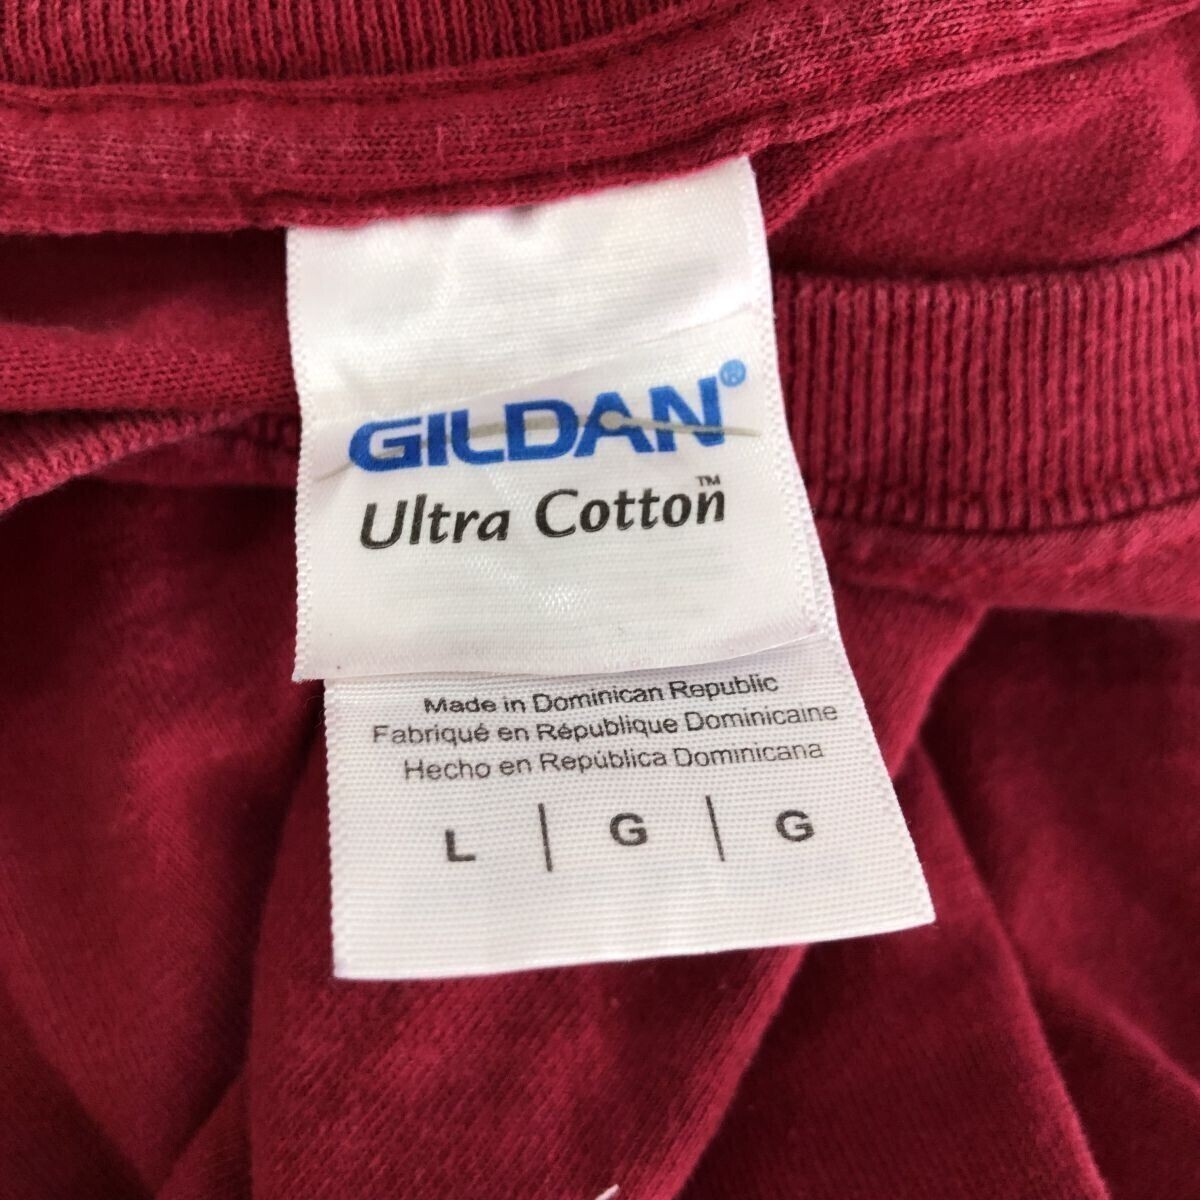 GILDAN®
Ultra Cotton™
Made in Dominican Republic
Fabriqué en République Dominicaine
Hecho en República Dominicana
L | G | G